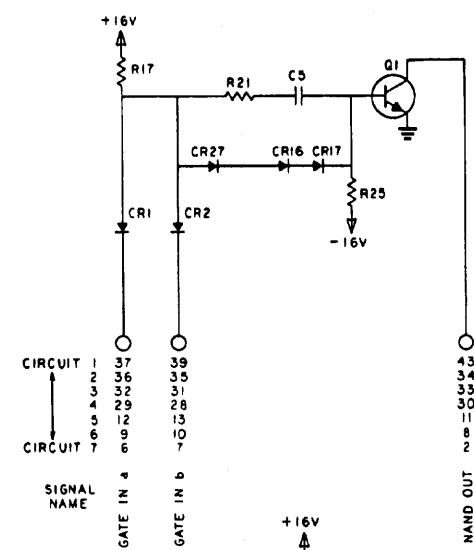 +16V
R17
R21
C5
Q1
CR27
CR16
CR17
R25
CR1
CR2
-16V
CIRCUIT 1 37 39 43
2 36 35 34
3 32 31 33
4 29 28 30
5 12 13 11
6 9 10 8
CIRCUIT 7 6 7 2
SIGNAL NAME
GATE IN a
GATE IN b
NAND OUT
+16V